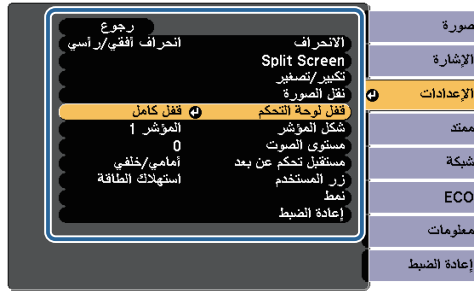 رجوع
الانحراف انحراف أفقي/رأسي
Split Screen
تكبير/تصغير
نقل الصورة
قفل لوحة التحكم قفل كامل
شكل المؤشر المؤشر 1
مستوى الصوت 0
مستقبل تحكم عن بعد أمامي/خلفي
زر المستخدم استهلاك الطاقة
نمط
إعادة الضبط
صورة
الإشارة
الإعدادات
ممتد
شبكة
ECO
معلومات
إعادة الضبط